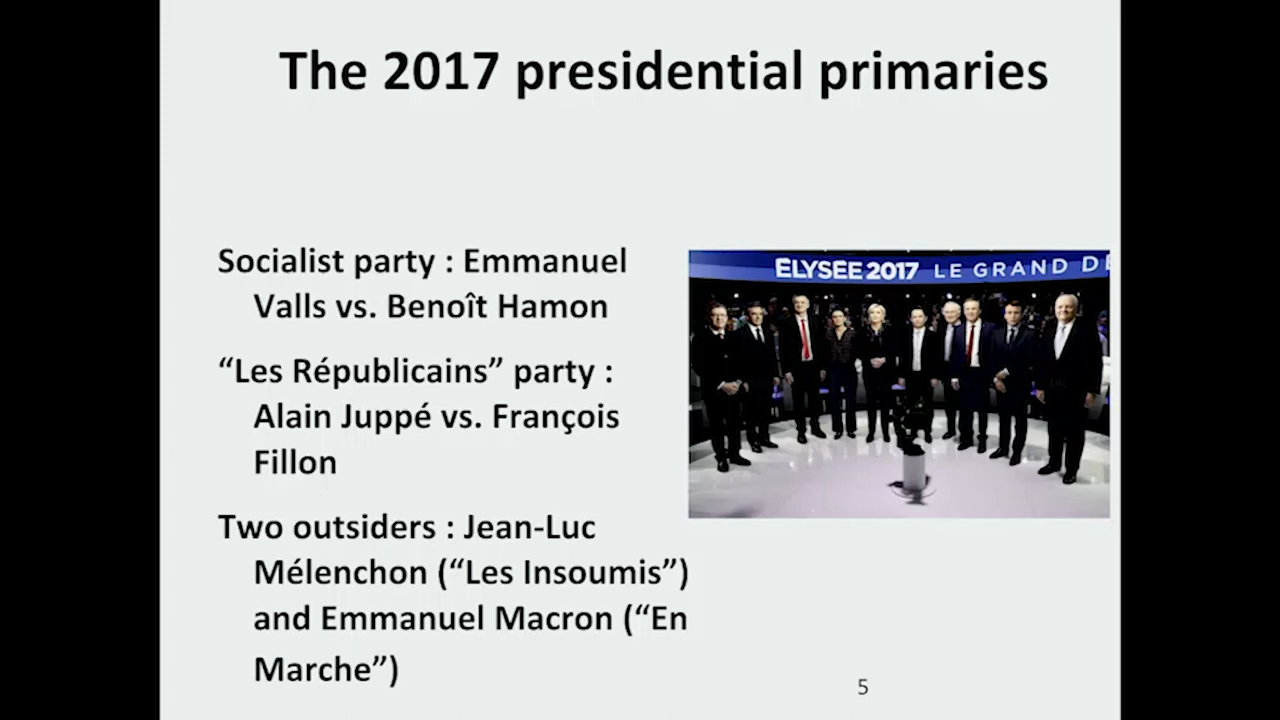 The 2017 presidential primaries
Socialist party : Emmanuel
Valls vs. Benoît Hamon
“Les Républicains” party :
Alain Juppé vs. François
Fillon
Two outsiders : Jean-Luc
Mélenchon (“Les Insoumis”)
and Emmanuel Macron (“En
Marche”)
ELYSEE 2017 LE GRAND DE
5